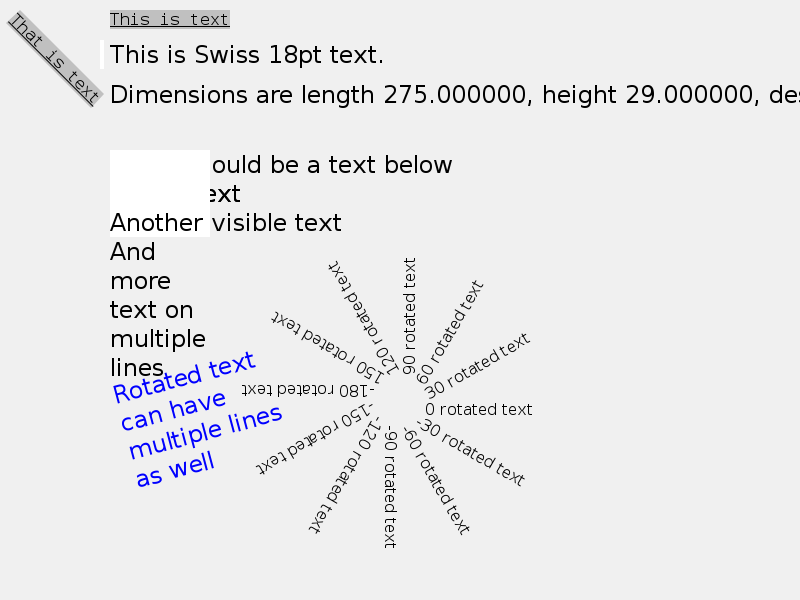 This is text
That is text
This is Swiss 18pt text.
Dimensions are length 275.000000, height 29.000000, des
ould be a text below
ext
Another visible text
And
more
text on
multiple
lines.
Rotated text
can have
multiple lines
as well
90 rotated text
120 rotated text
60 rotated text
150 rotated text
30 rotated text
-180 rotated text
0 rotated text
-150 rotated text
-30 rotated text
-120 rotated text
-60 rotated text
-90 rotated text